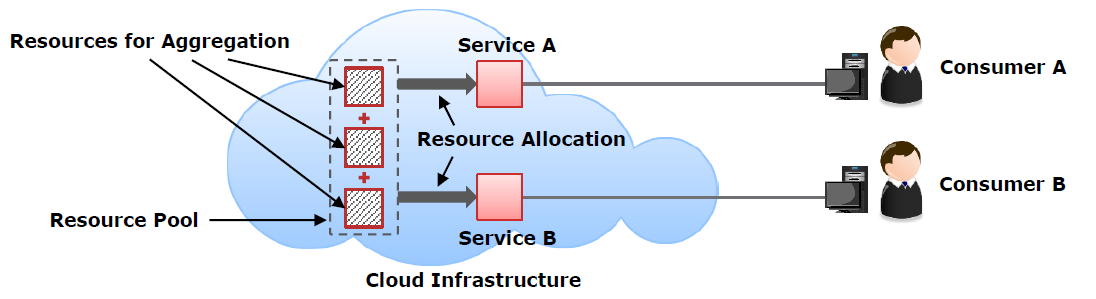 Resources for Aggregation
Service A
Consumer A
Resource Allocation
Consumer B
Resource Pool
Service B
Cloud Infrastructure